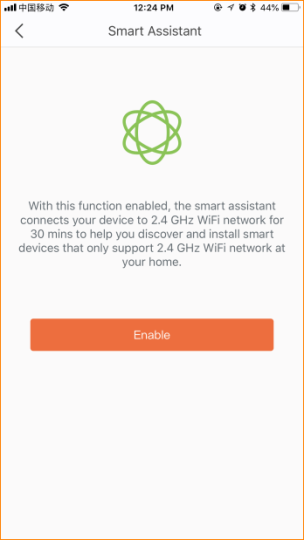 中国移动 12:24 PM 44%
Smart Assistant
With this function enabled, the smart assistant
connects your device to 2.4 GHz WiFi network for
30 mins to help you discover and install smart
devices that only support 2.4 GHz WiFi network at
your home.
Enable